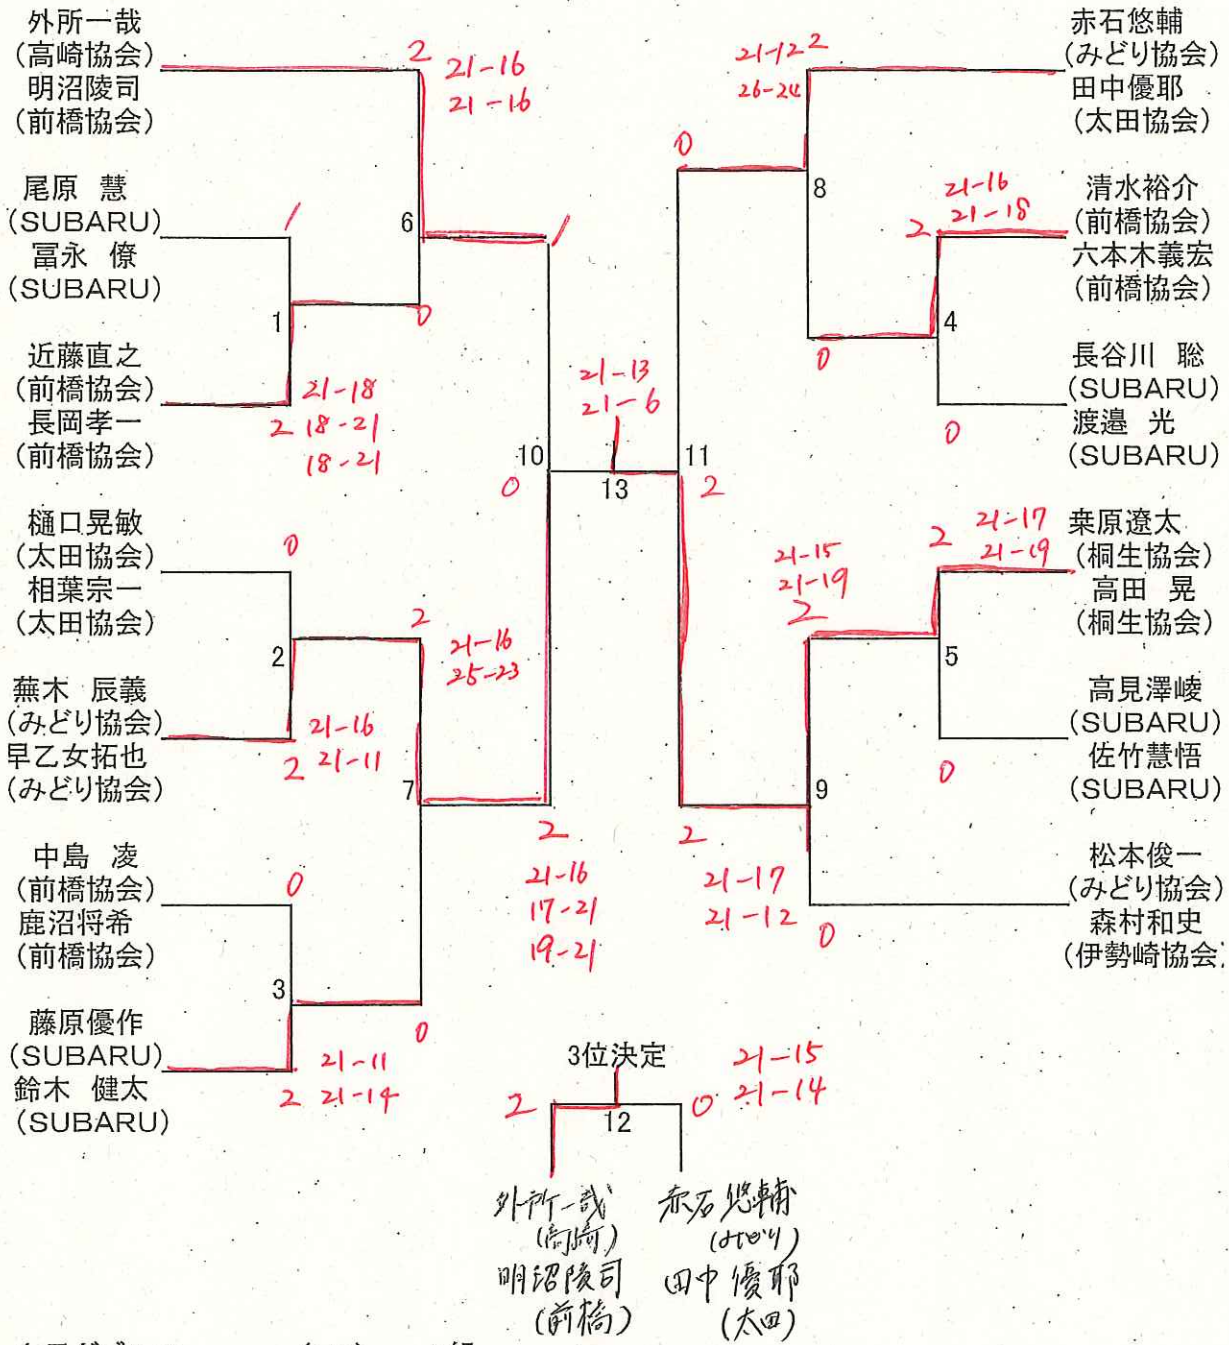 外所一哉
(高崎協会)
明沼陵司
(前橋協会)
2
21-16
21-16
尾原 慧
(SUBARU)
冨永 僚
(SUBARU)
1
6
1
1
0
近藤直之
(前橋協会)
長岡孝一
(前橋協会)
2
21-18
18-21
18-21
樋口晃敏
(太田協会)
相葉宗一
(太田協会)
0
2
2
21-16
25-23
蕪木 辰義
(みどり協会)
早乙女拓也
(みどり協会)
2
21-16
21-11
7
中島 凌
(前橋協会)
鹿沼将希
(前橋協会)
0
3
0
藤原優作
(SUBARU)
鈴木 健太
(SUBARU)
2
21-11
21-14
10
0
2
21-16
17-21
19-21
21-13
21-6
13
赤石悠輔
(みどり協会)
田中優耶
(太田協会)
21-12
26-24
2
0
8
清水裕介
(前橋協会)
六本木義宏
(前橋協会)
21-16
21-18
2
4
0
長谷川 聡
(SUBARU)
渡邉 光
(SUBARU)
0
11
2
桒原遼太
(桐生協会)
高田 晃
(桐生協会)
2
21-17
21-19
21-15
21-19
2
5
高見澤崚
(SUBARU)
佐竹慧悟
(SUBARU)
0
9
松本俊一
(みどり協会)
森村和史
(伊勢崎協会)
0
2
21-17
21-12
3位決定
2
12
0
21-15
21-14
外所一哉
(高崎)
明沼陵司
(前橋)
赤石悠輔
(みどり)
田中優耶
(太田)